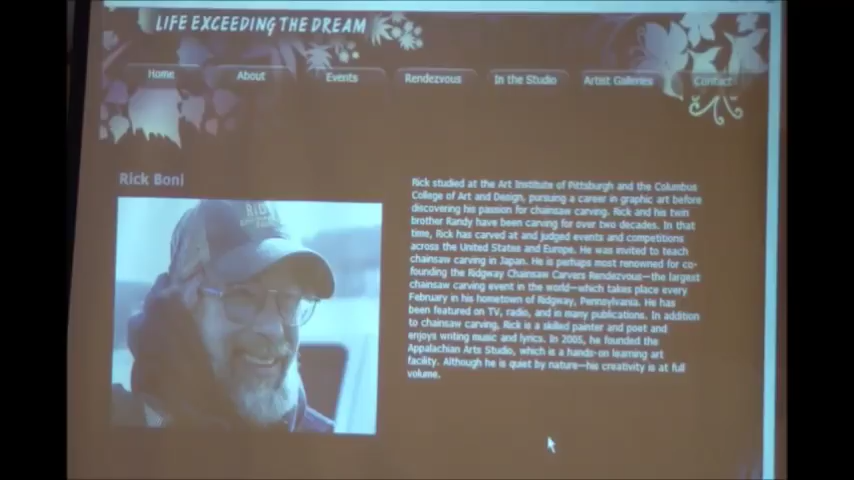 LIFE EXCEEDING THE DREAM
Home About Events Rendezvous In the Studio Artist Galleries Contact
Rick Boni
Rick studied at the Art Institute of Pittsburgh and the Columbus
College of Art and Design, pursuing a career in graphic art before
discovering his passion for chainsaw carving. Rick and his twin
brother Randy have been carving for over two decades. In that
time, Rick has carved at and judged events and competitions
across the United States and Europe. He was invited to teach
chainsaw carving in Japan. He is perhaps most renowned for co-
founding the Ridgway Chainsaw Carvers Rendezvous—the largest
chainsaw carving event in the world—which takes place every
February in his hometown of Ridgway, Pennsylvania. He has
been featured on TV, radio, and in many publications. In addition
to chainsaw carving, Rick is a skilled painter and poet and
enjoys writing music and lyrics. In 2005, he founded the
Appalachian Arts Studio, which is a hands-on learning art
facility. Although he is quiet by nature—his creativity is at full
volume.